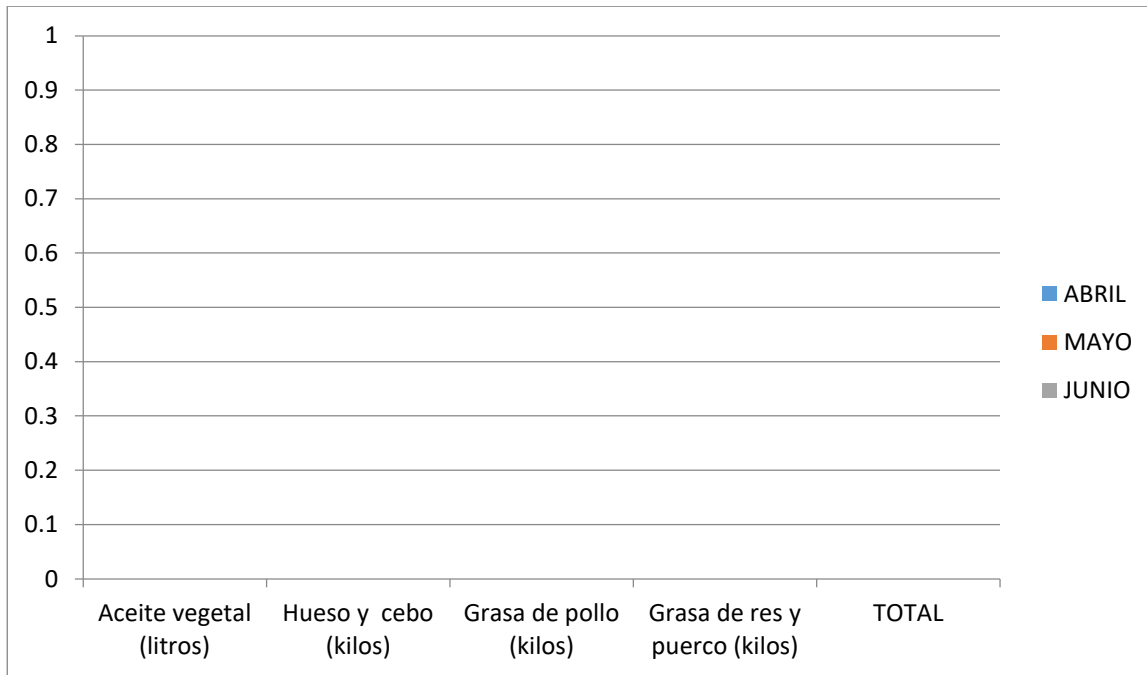 1
0.9
0.8
0.7
0.6
0.5
0.4
0.3
0.2
0.1
0
Aceite vegetal
(litros)
Hueso y  cebo
(kilos)
Grasa de pollo
(kilos)
Grasa de res y
puerco (kilos)
TOTAL
ABRIL
MAYO
JUNIO